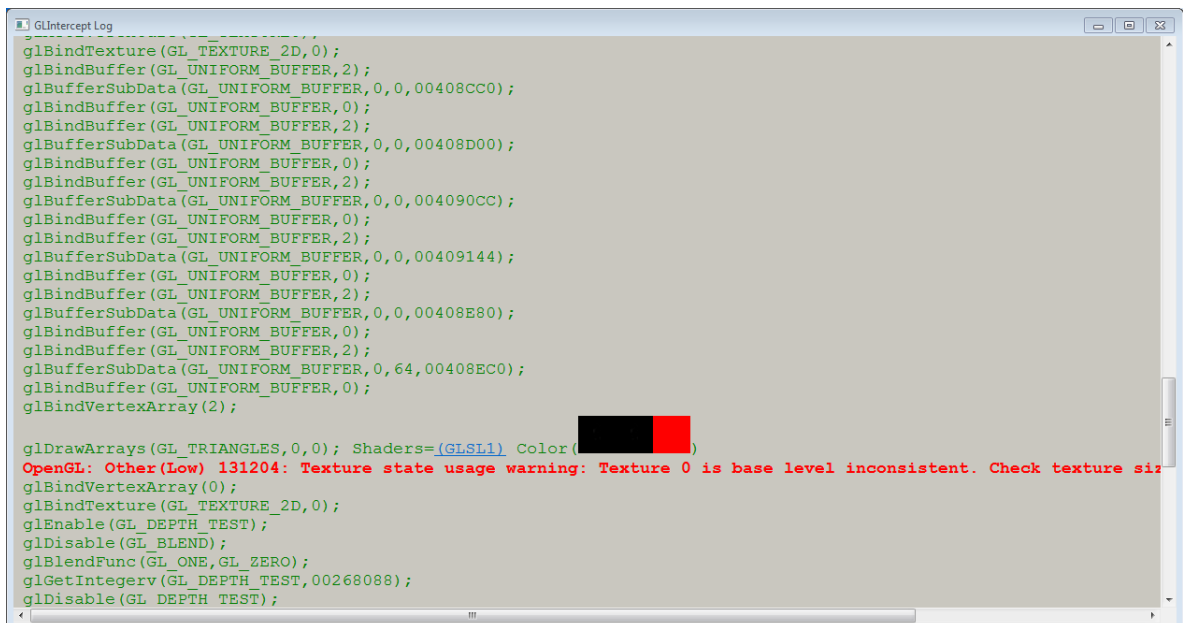 GLIntercept Log
glBindTexture(GL_TEXTURE_2D,0);
glBindBuffer(GL_UNIFORM_BUFFER,2);
glBufferSubData(GL_UNIFORM_BUFFER,0,0,00408CC0);
glBindBuffer(GL_UNIFORM_BUFFER,0);
glBindBuffer(GL_UNIFORM_BUFFER,2);
glBufferSubData(GL_UNIFORM_BUFFER,0,0,00408D00);
glBindBuffer(GL_UNIFORM_BUFFER,0);
glBindBuffer(GL_UNIFORM_BUFFER,2);
glBufferSubData(GL_UNIFORM_BUFFER,0,0,004090CC);
glBindBuffer(GL_UNIFORM_BUFFER,0);
glBindBuffer(GL_UNIFORM_BUFFER,2);
glBufferSubData(GL_UNIFORM_BUFFER,0,0,00409144);
glBindBuffer(GL_UNIFORM_BUFFER,0);
glBindBuffer(GL_UNIFORM_BUFFER,2);
glBufferSubData(GL_UNIFORM_BUFFER,0,0,00408E80);
glBindBuffer(GL_UNIFORM_BUFFER,0);
glBindBuffer(GL_UNIFORM_BUFFER,2);
glBufferSubData(GL_UNIFORM_BUFFER,0,64,00408EC0);
glBindBuffer(GL_UNIFORM_BUFFER,0);
glBindVertexArray(2);
glDrawArrays(GL_TRIANGLES,0,0); Shaders=(GLSL1) Color( )
OpenGL: Other(Low) 131204: Texture state usage warning: Texture 0 is base level inconsistent. Check texture siz
glBindVertexArray(0);
glBindTexture(GL_TEXTURE_2D,0);
glEnable(GL_DEPTH_TEST);
glDisable(GL_BLEND);
glBlendFunc(GL_ONE,GL_ZERO);
glGetIntegerv(GL_DEPTH_TEST,00268088);
glDisable(GL_DEPTH_TEST);